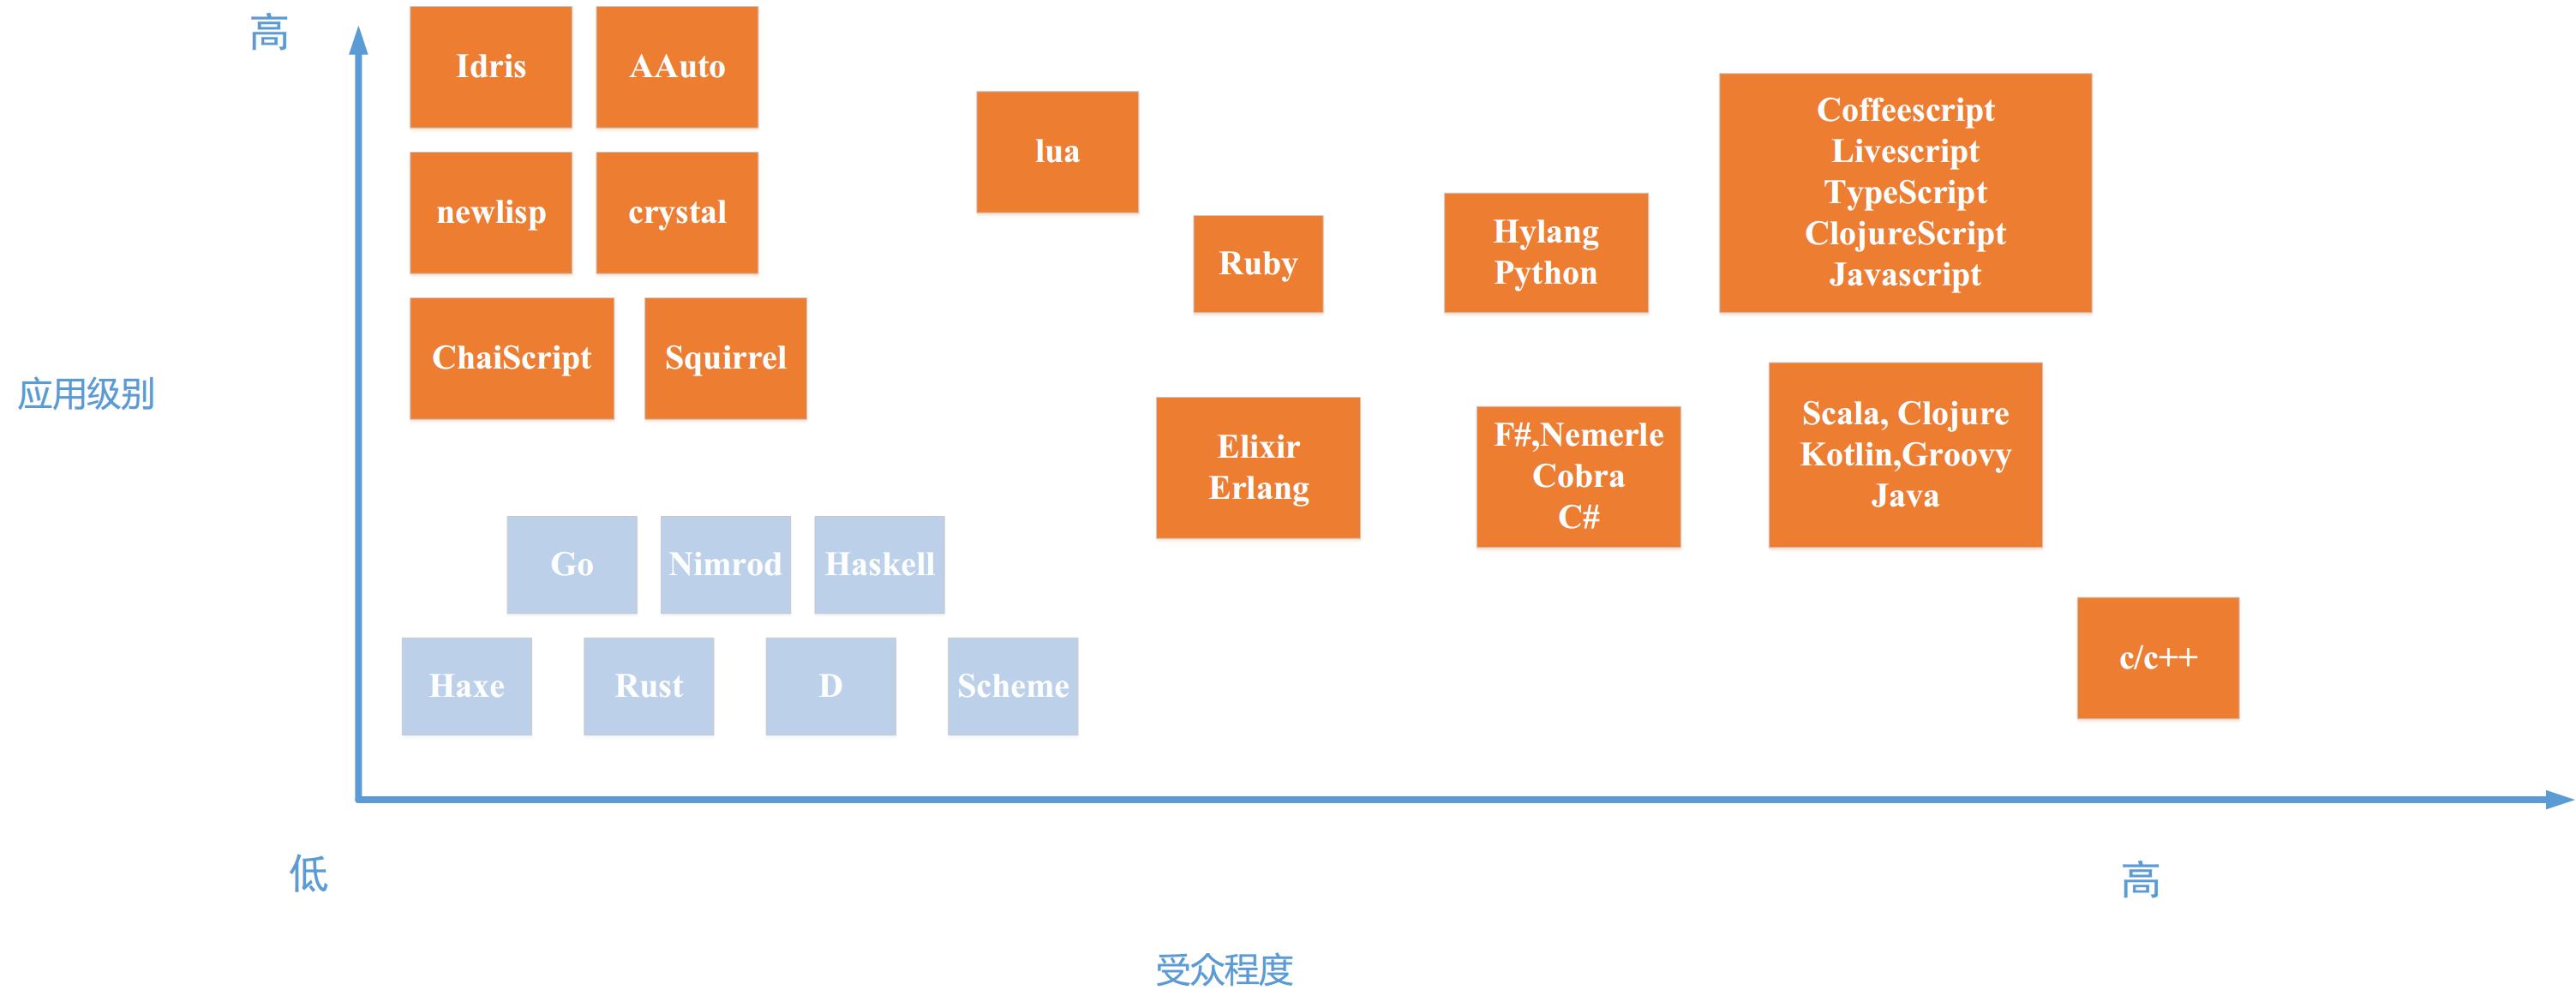 高
Idris
AAuto
lua
Coffeescript
Livescript
TypeScript
ClojureScript
Javascript
newlisp
crystal
Ruby
Hylang
Python
ChaiScript
Squirrel
应用级别
Elixir
Erlang
F#,Nemerle
Cobra
C#
Scala, Clojure
Kotlin,Groovy
Java
Go
Nimrod
Haskell
c/c++
Haxe
Rust
D
Scheme
低
高
受众程度